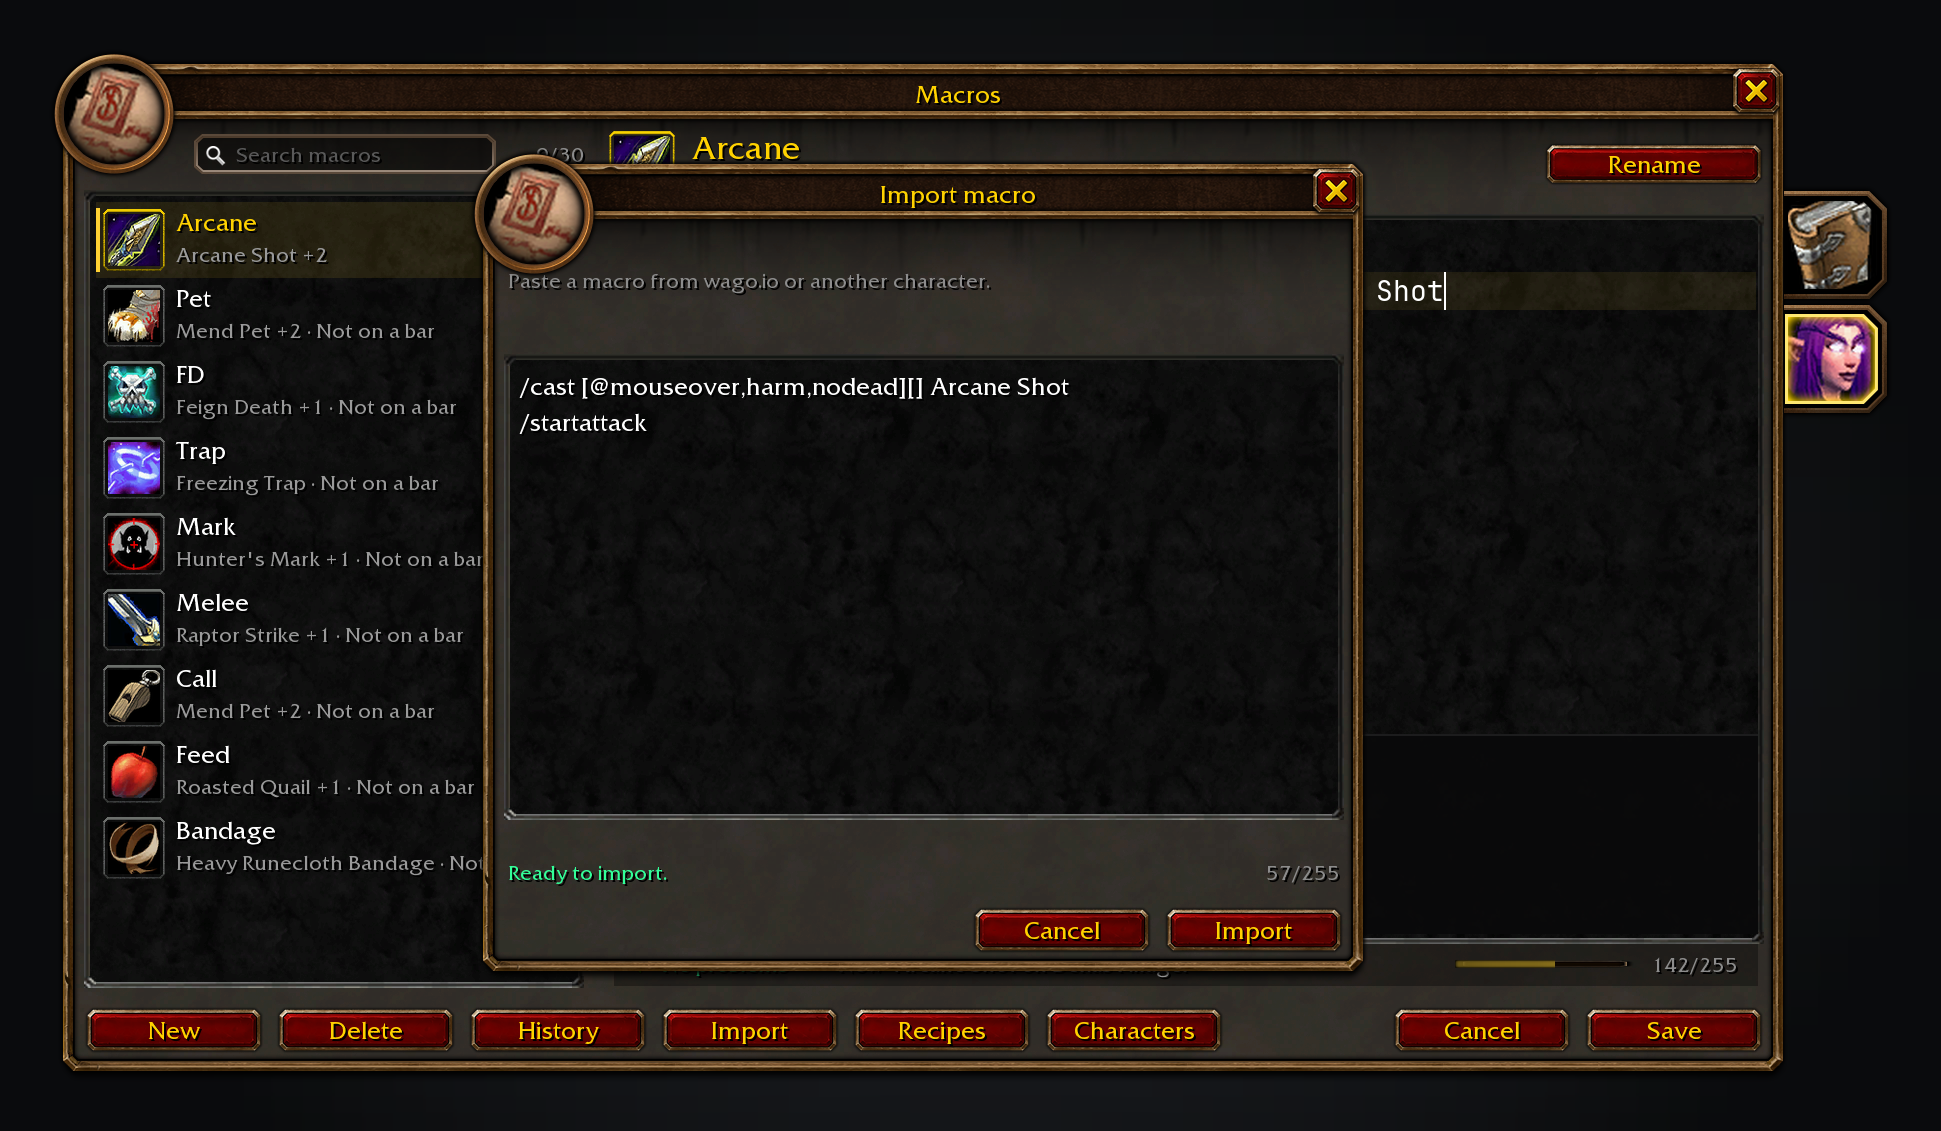 Macros
Search macros
9/30
Arcane
Rename
Import macro
Arcane
Arcane Shot +2
Paste a macro from wago.io or another character.
Shot
Pet
Mend Pet +2 · Not on a bar
FD
Feign Death +1 · Not on a bar
Trap
Freezing Trap · Not on a bar
Mark
Hunter's Mark +1 · Not on a bar
Melee
Raptor Strike +1 · Not on a bar
Call
Mend Pet +2 · Not on a bar
Feed
Roasted Quail +1 · Not on a bar
Bandage
Heavy Runecloth Bandage · Not
/cast [@mouseover,harm,nodead][] Arcane Shot
/startattack
Ready to import.
57/255
Cancel
Import
142/255
New
Delete
History
Import
Recipes
Characters
Cancel
Save